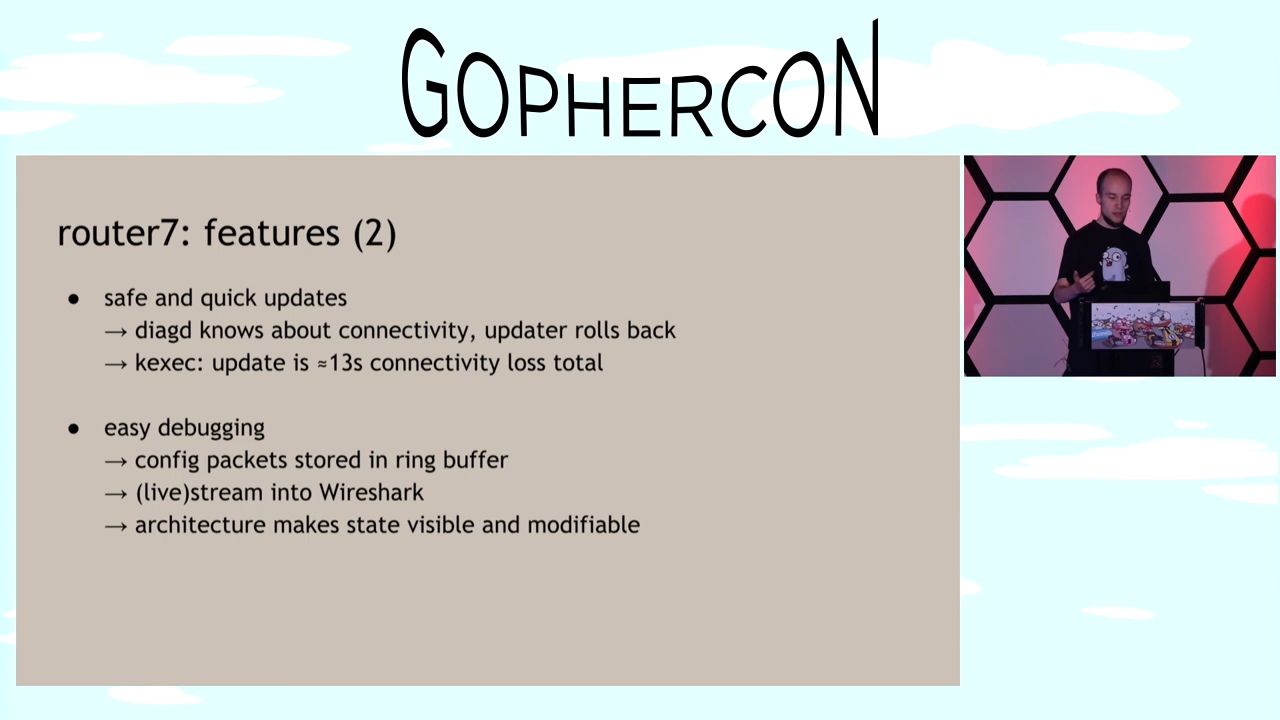 GOPHERCON
router7: features (2)
● safe and quick updates
→ diagd knows about connectivity, updater rolls back
→ kexec: update is ≈13s connectivity loss total
● easy debugging
→ config packets stored in ring buffer
→ (live)stream into Wireshark
→ architecture makes state visible and modifiable